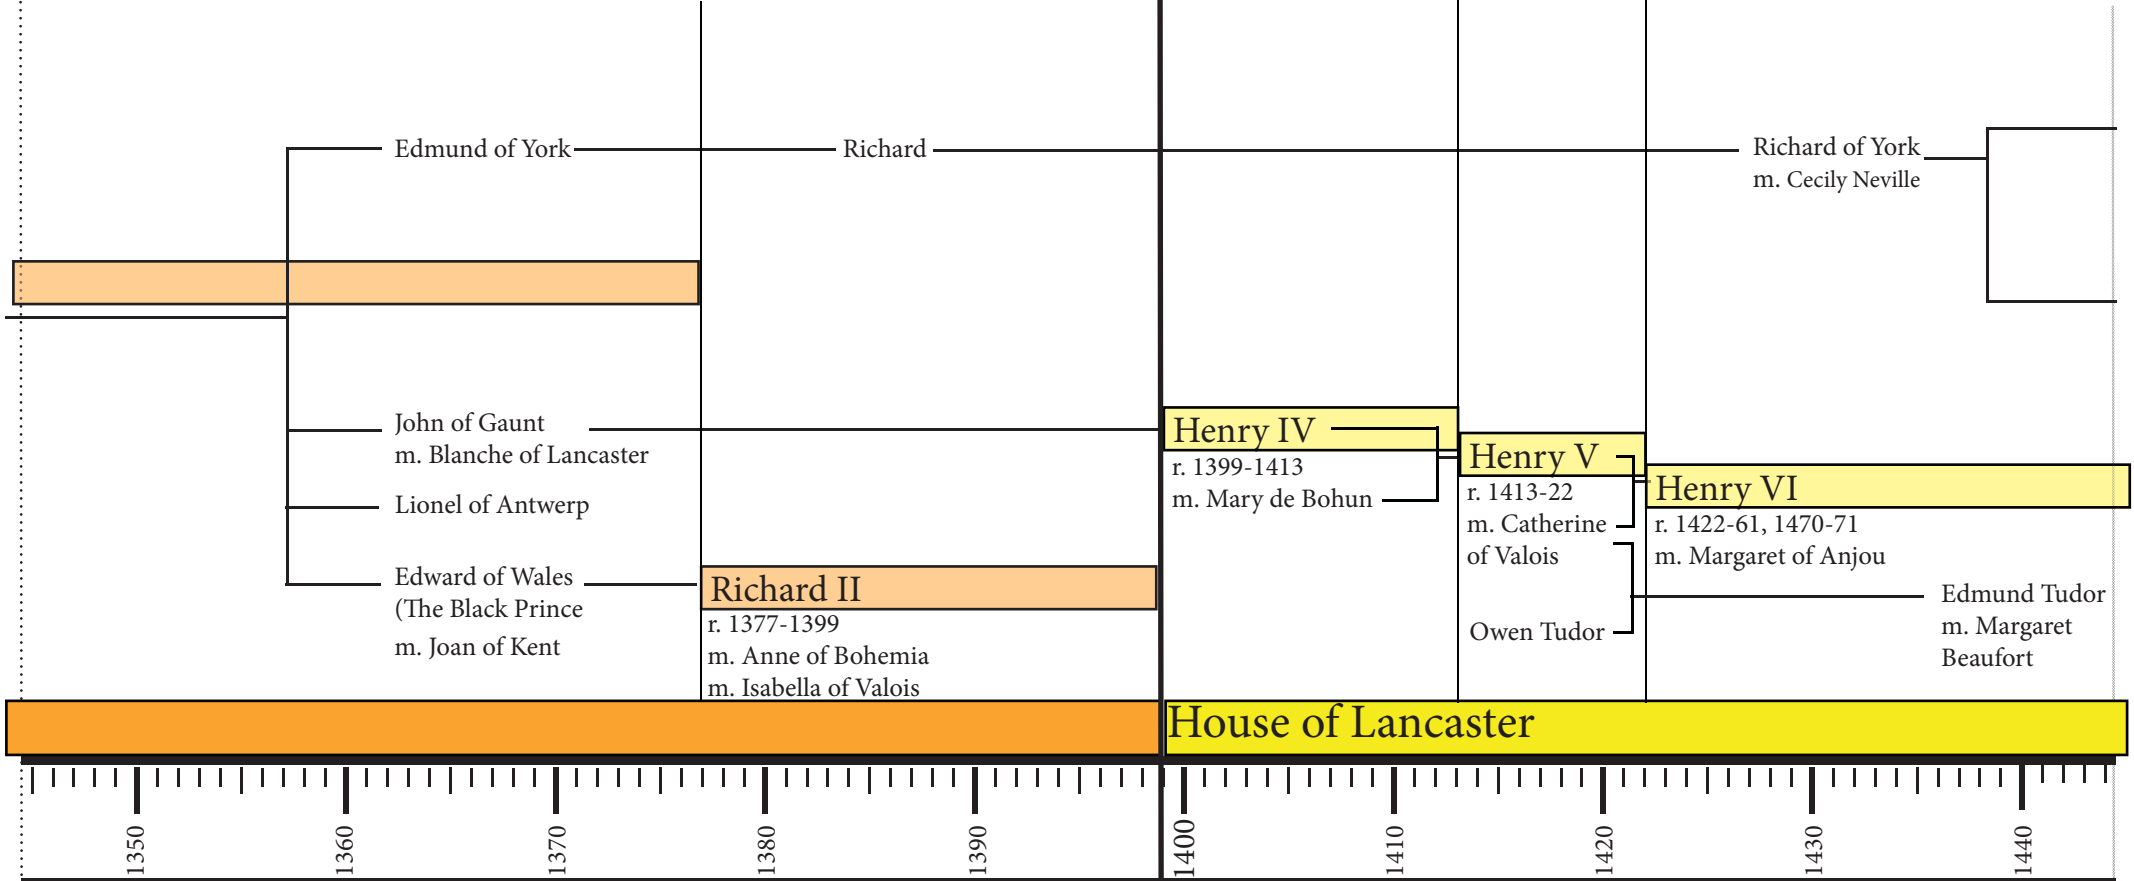 Edmund of York
Richard
Richard of York
m. Cecily Neville
John of Gaunt
m. Blanche of Lancaster
Lionel of Antwerp
Edward of Wales
(The Black Prince
m. Joan of Kent
Richard II
r. 1377-1399
m. Anne of Bohemia
m. Isabella of Valois
Henry IV
r. 1399-1413
m. Mary de Bohun
Henry V
r. 1413-22
m. Catherine
of Valois
Owen Tudor
Henry VI
r. 1422-61, 1470-71
m. Margaret of Anjou
Edmund Tudor
m. Margaret
Beaufort
House of Lancaster
1350
1360
1370
1380
1390
1400
1410
1420
1430
1440